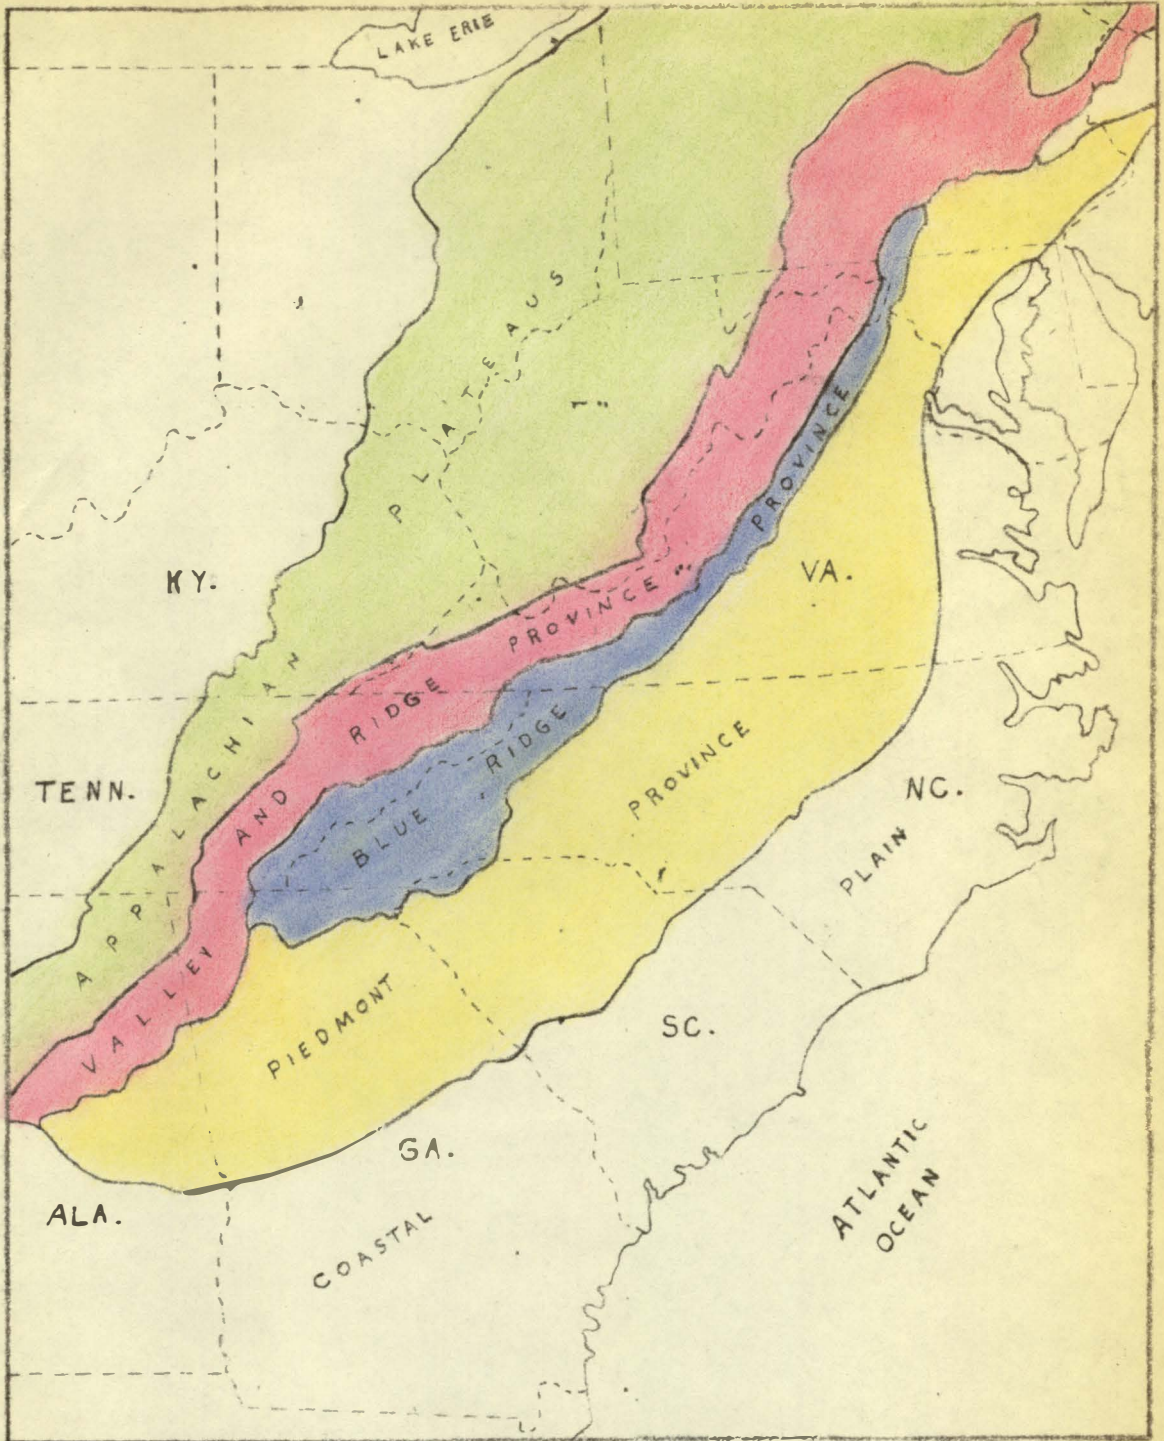 LAKE ERIE
APPALACHIAN PLATEAUS
KY.
VALLEY AND RIDGE PROVINCE
BLUE RIDGE PROVINCE
VA.
TENN.
PIEDMONT PROVINCE
NC.
COASTAL PLAIN
SC.
GA.
ALA.
ATLANTIC
OCEAN